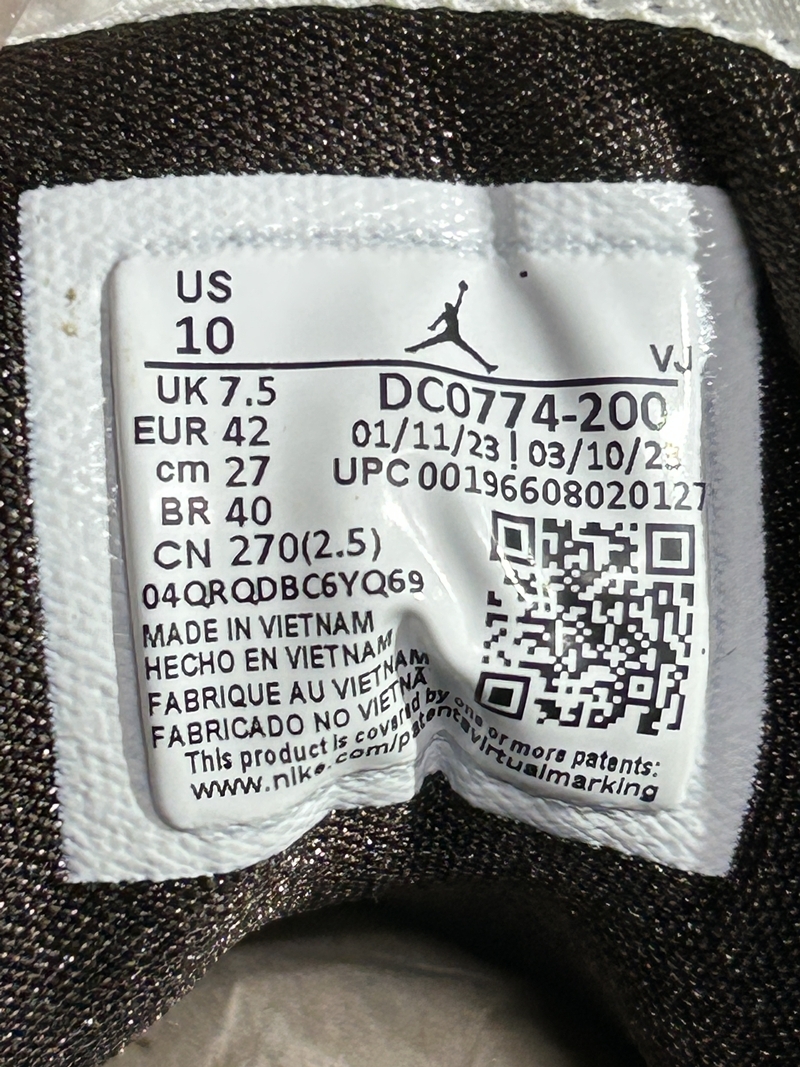 US
10
VJ
UK 7.5
DC0774-200
EUR 42
01/11/23 | 03/10/23
cm 27
UPC 00196608020127
BR 40
CN 270(2.5)
04QRQDBC6YQ69
MADE IN VIETNAM
HECHO EN VIETNAM
FABRIQUE AU VIETNAM
FABRICADO NO VIETNÃ
This product is covered by one or more patents:
www.nike.com/patentsvirtualmarking